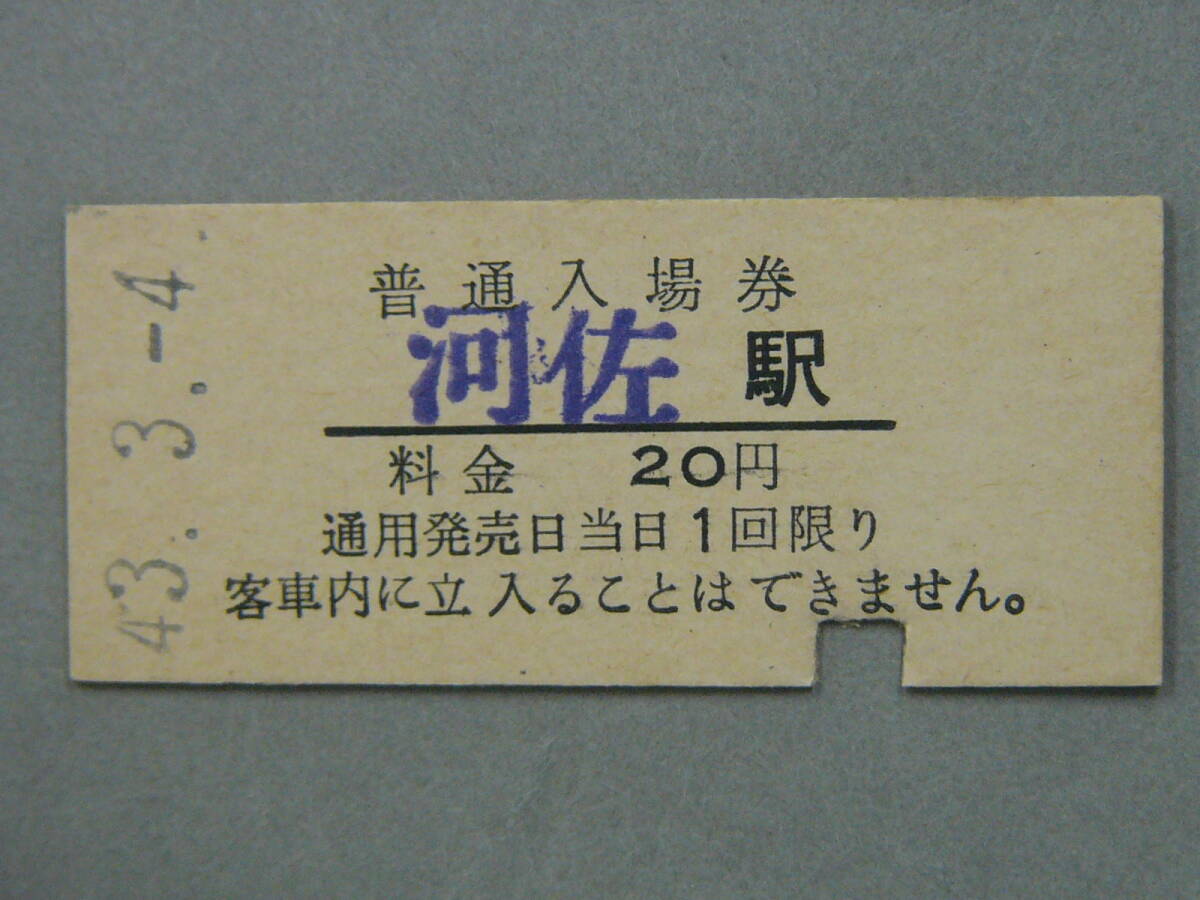 43. 3. -4.
普通入場券
河佐 駅
料金 20円
通用発売日当日1回限り
客車内に立入ることはできません。